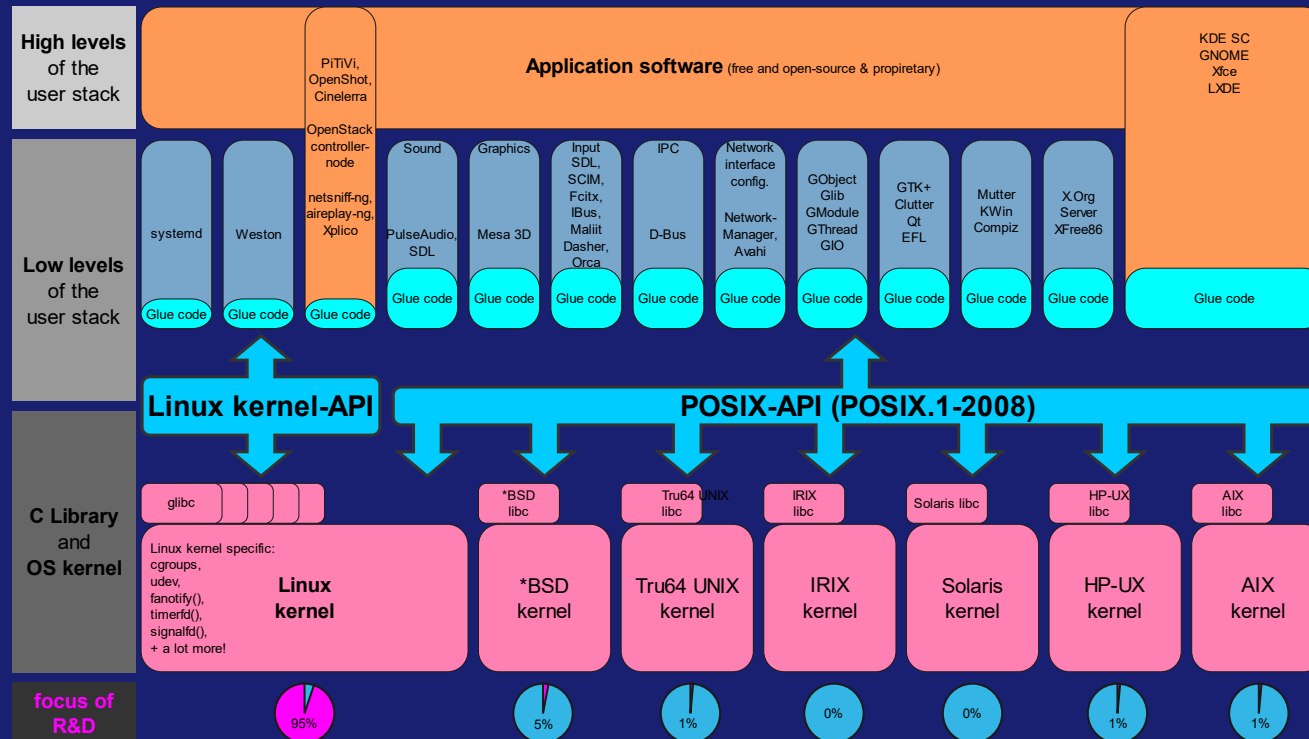 High levels
of the
user stack
Application software (free and open-source & propiretary)
PiTiVi,
OpenShot,
Cinelerra
OpenStack
controller-
node
netsniff-ng,
aireplay-ng,
Xplico
KDE SC
GNOME
Xfce
LXDE
Low levels
of the
user stack
systemd
Weston
Sound
PulseAudio,
SDL
Graphics
Mesa 3D
Input
SDL,
SCIM,
Fcitx,
IBus,
Maliit
Dasher,
Orca
IPC
D-Bus
Network
interface
config.
Network-
Manager,
Avahi
GObject
Glib
GModule
GThread
GIO
GTK+
Clutter
Qt
EFL
Mutter
KWin
Compiz
X.Org
Server
XFree86
Glue code
Glue code
Glue code
Glue code
Glue code
Glue code
Glue code
Glue code
Glue code
Glue code
Glue code
Glue code
Glue code
Linux kernel-API
POSIX-API (POSIX.1-2008)
C Library
and
OS kernel
glibc
*BSD
libc
Tru64 UNIX
libc
IRIX
libc
Solaris libc
HP-UX
libc
AIX
libc
Linux kernel specific:
cgroups,
udev,
fanotify(),
timerfd(),
signalfd(),
+ a lot more!
Linux
kernel
*BSD
kernel
Tru64 UNIX
kernel
IRIX
kernel
Solaris
kernel
HP-UX
kernel
AIX
kernel
focus of
R&D
95%
5%
1%
0%
0%
1%
1%